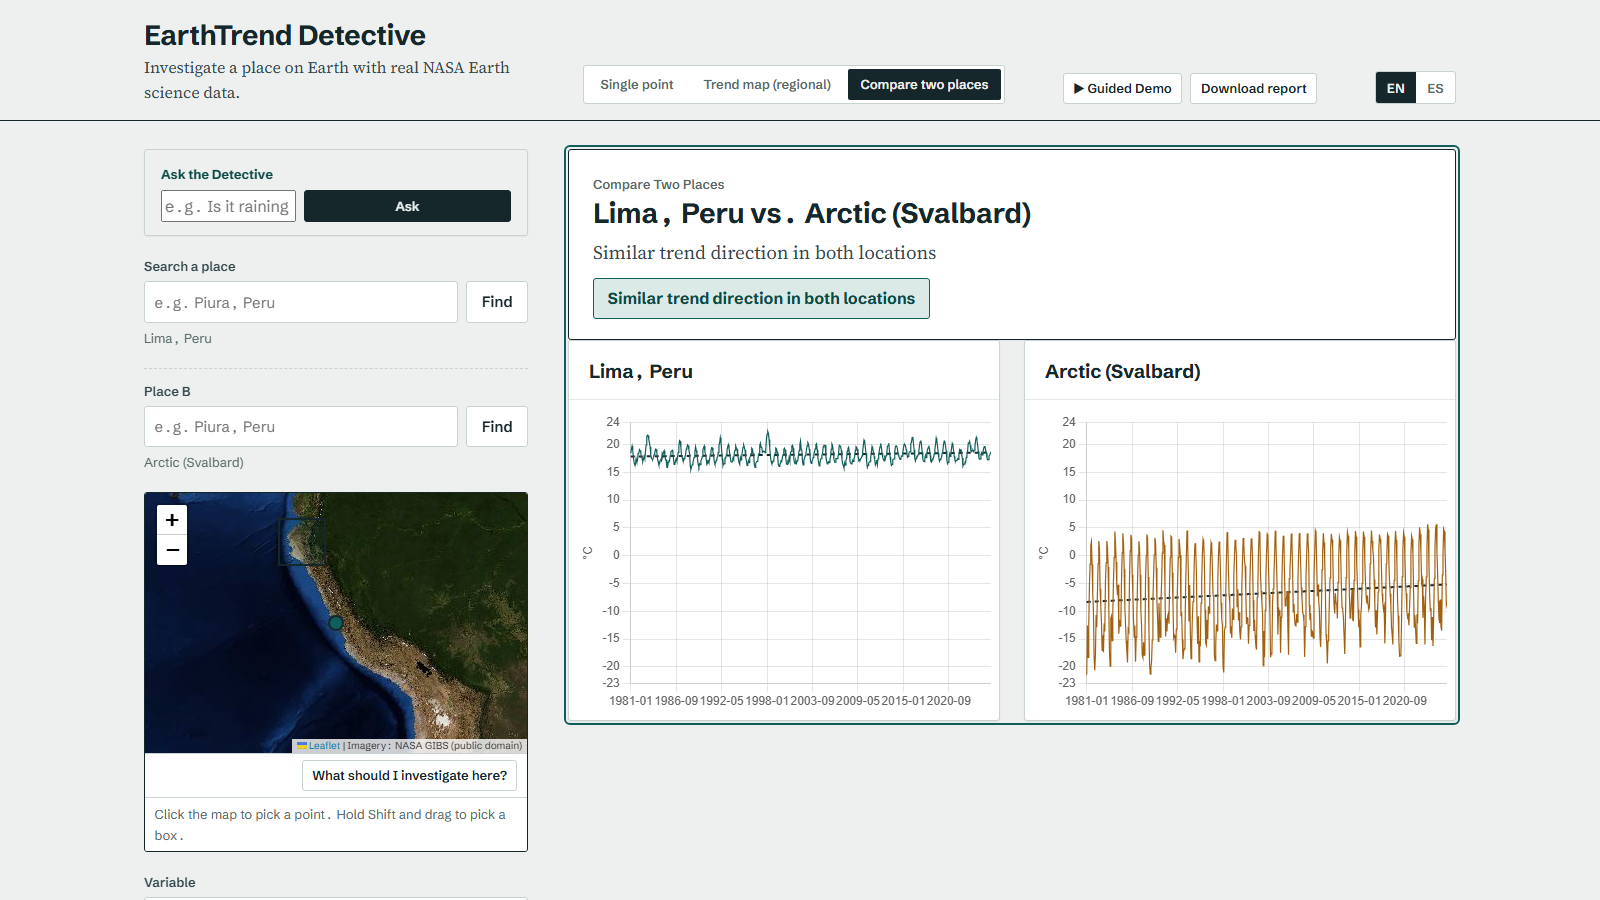 EarthTrend Detective
Investigate a place on Earth with real NASA Earth
science data.
Single point
Trend map (regional)
Compare two places
▶ Guided Demo
Download report
EN
ES
Ask the Detective
e.g. Is it raining
Ask
Search a place
e.g. Piura, Peru
Find
Lima, Peru
Place B
e.g. Piura, Peru
Find
Arctic (Svalbard)
+
−
Leaflet | Imagery: NASA GIBS (public domain)
What should I investigate here?
Click the map to pick a point. Hold Shift and drag to pick a
box.
Variable
Compare Two Places
Lima, Peru vs. Arctic (Svalbard)
Similar trend direction in both locations
Similar trend direction in both locations
Lima, Peru
24
20
15
10
5
0
-5
-10
-15
-20
-23
°C
1981-01 1986-09 1992-05 1998-01 2003-09 2009-05 2015-01 2020-09
Arctic (Svalbard)
24
20
15
10
5
0
-5
-10
-15
-20
-23
°C
1981-01 1986-09 1992-05 1998-01 2003-09 2009-05 2015-01 2020-09